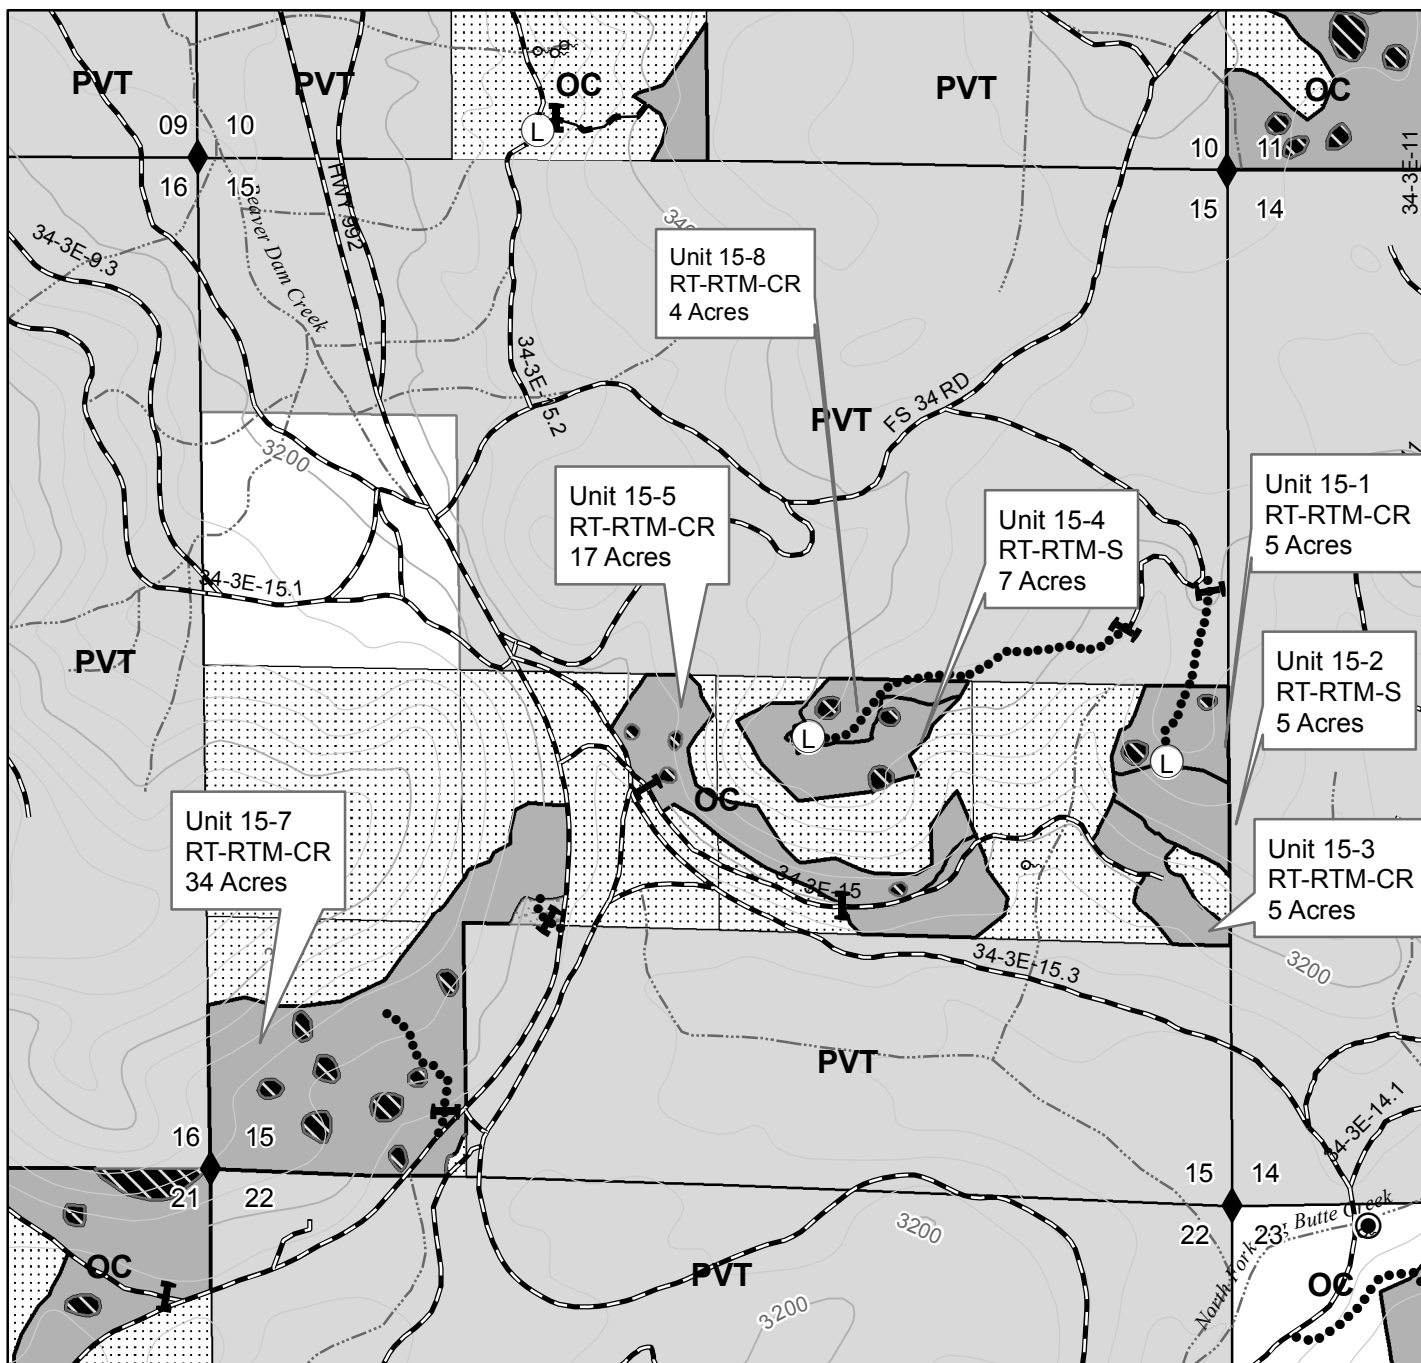 PVT
PVT
OC
PVT
OC
09
10
10
11
16
15
15
14
34-3E-11
Beaver Dam Creek
HWY 992
34-3E-9.3
Unit 15-8
RT-RTM-CR
4 Acres
34-3E-15.2
PVT
FS 34 RD
3200
Unit 15-5
RT-RTM-CR
17 Acres
Unit 15-4
RT-RTM-S
7 Acres
Unit 15-1
RT-RTM-CR
5 Acres
34-3E-15.1
PVT
Unit 15-2
RT-RTM-S
5 Acres
L
L
L
OC
Unit 15-7
RT-RTM-CR
34 Acres
Unit 15-3
RT-RTM-CR
5 Acres
34-3E-15
34-3E-15.3
3200
PVT
34-3E-14.1
16
15
15
14
21
22
22
23
North Fork
Butte Creek
3200
OC
PVT
OC
3200